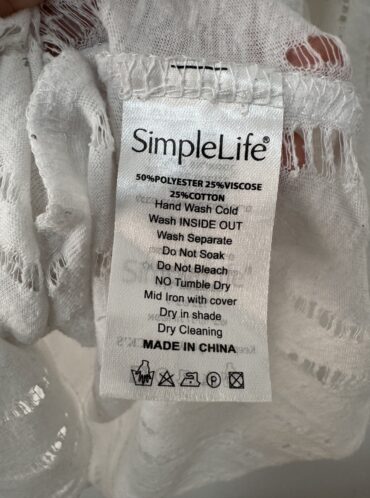 SimpleLife®
50%POLYESTER 25%VISCOSE
25%COTTON
Hand Wash Cold
Wash INSIDE OUT
Wash Separate
Do Not Soak
Do Not Bleach
NO Tumble Dry
Mid Iron with cover
Dry in shade
Dry Cleaning
MADE IN CHINA
P